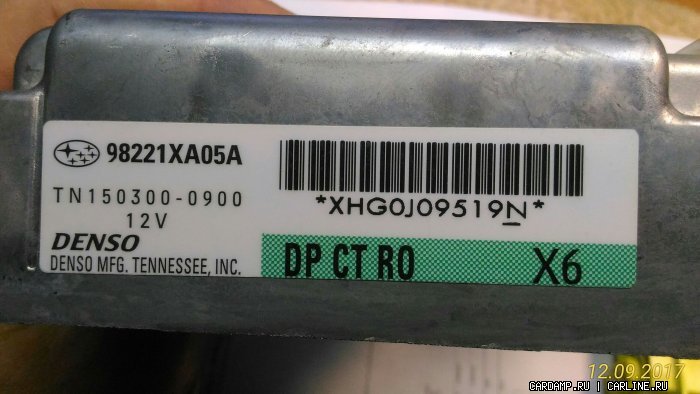 98221XA05A
TN150300-0900
12V
DENSO
DENSO MFG. TENNESSEE, INC.
*XHG0J09519N*
DP CT RO X6
12.09.2017
CARDAMP.RU | CARLINE.RU